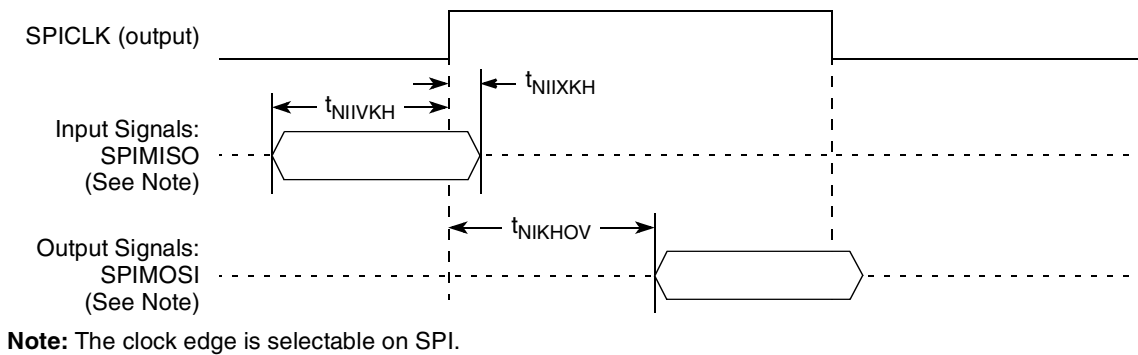 SPICLK (output)
tNIIXKH
tNIIVKH
Input Signals:
SPIMISO
(See Note)
tNIKHOV
Output Signals:
SPIMOSI
(See Note)
Note: The clock edge is selectable on SPI.